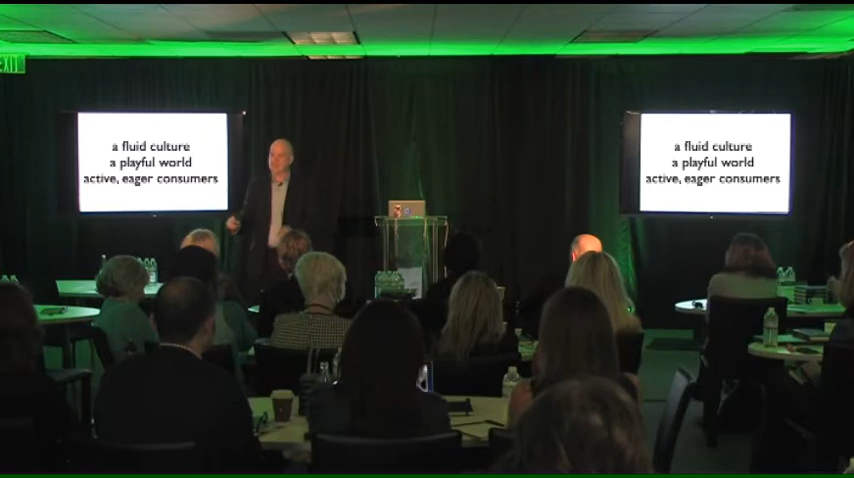 EXIT
a fluid culture
a playful world
active, eager consumers
a fluid culture
a playful world
active, eager consumers